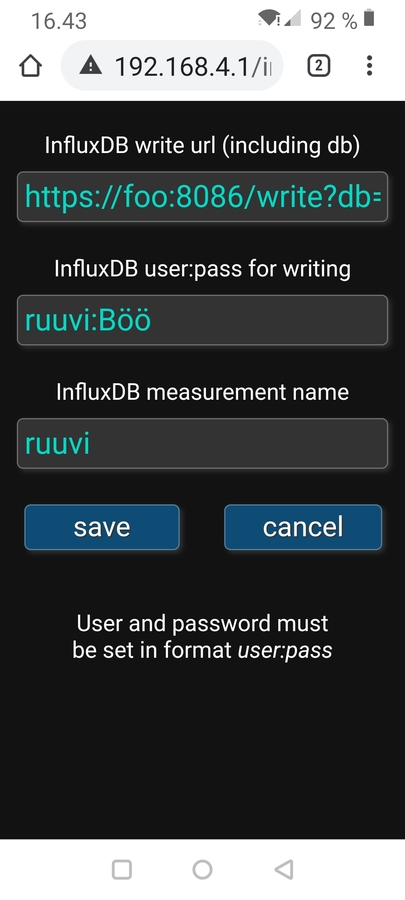 16.43
92 %
192.168.4.1/i
2
InfluxDB write url (including db)
https://foo:8086/write?db=
InfluxDB user:pass for writing
ruuvi:Böö
InfluxDB measurement name
ruuvi
save
cancel
User and password must
be set in format user:pass